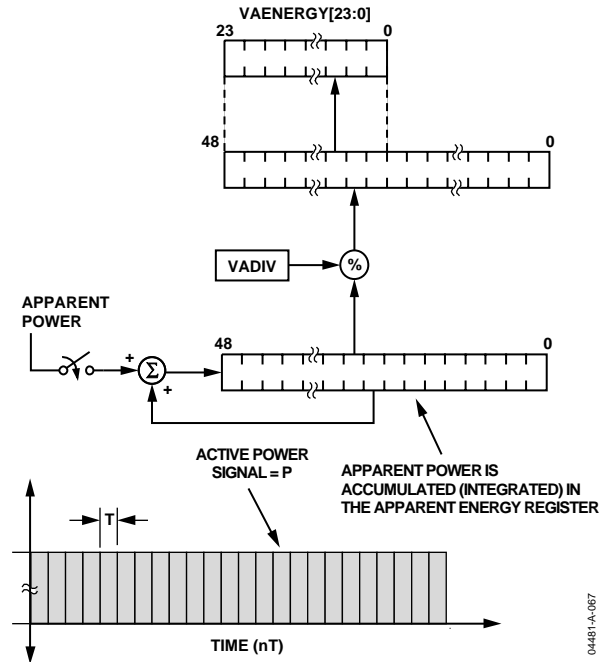 VAENERGY[23:0]
23 0
48 0
VADIV
%
APPARENT
POWER
48 0
+
Σ
+
ACTIVE POWER
SIGNAL = P
APPARENT POWER IS
ACCUMULATED (INTEGRATED) IN
THE APPARENT ENERGY REGISTER
T
TIME (nT)
04481-A-067